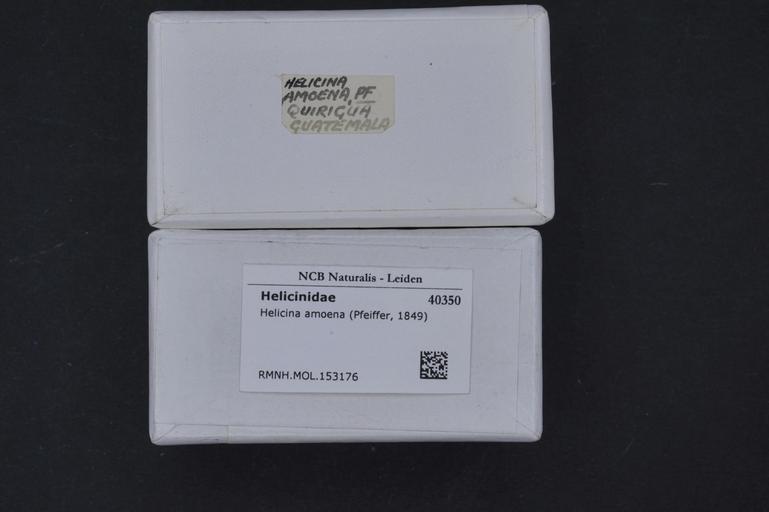 HELICINA
AMOENA, PF
QUIRIGUA
GUATEMALA
NCB Naturalis - Leiden
Helicinidae 40350
Helicina amoena (Pfeiffer, 1849)
RMNH.MOL.153176